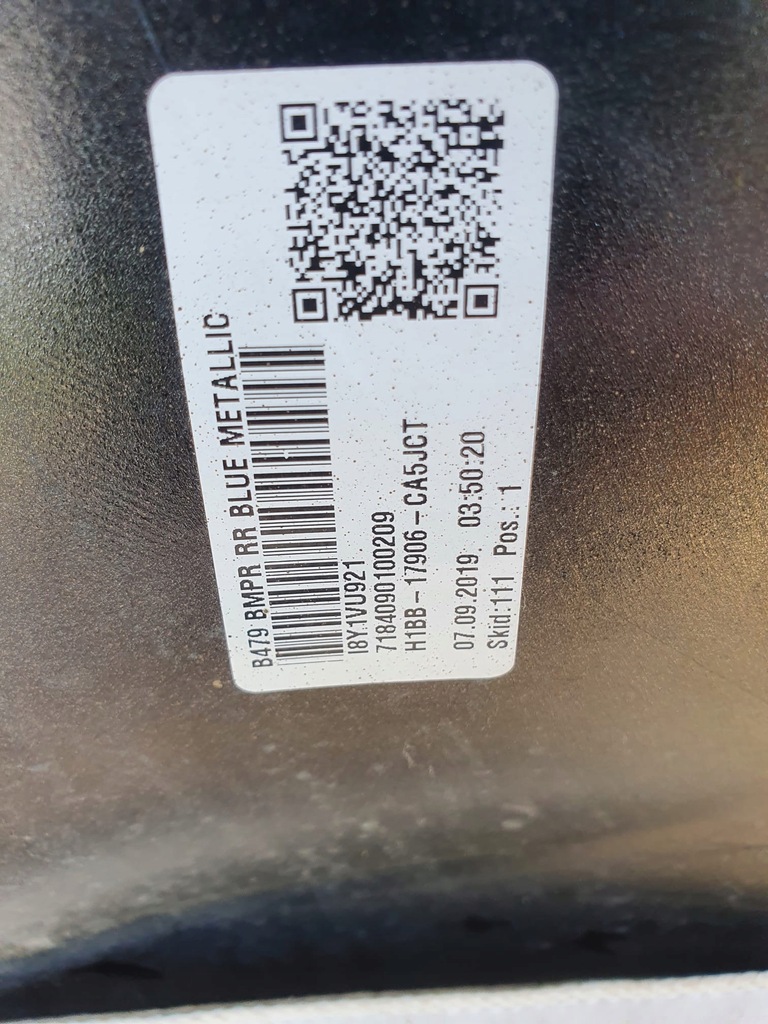 B479 BMPR RR BLUE METALLIC
I8Y1VU921
7184090100209
H1BB-17906-CA5JCT
07.09.2019 03:50:20
Skid:111 Pos.: 1